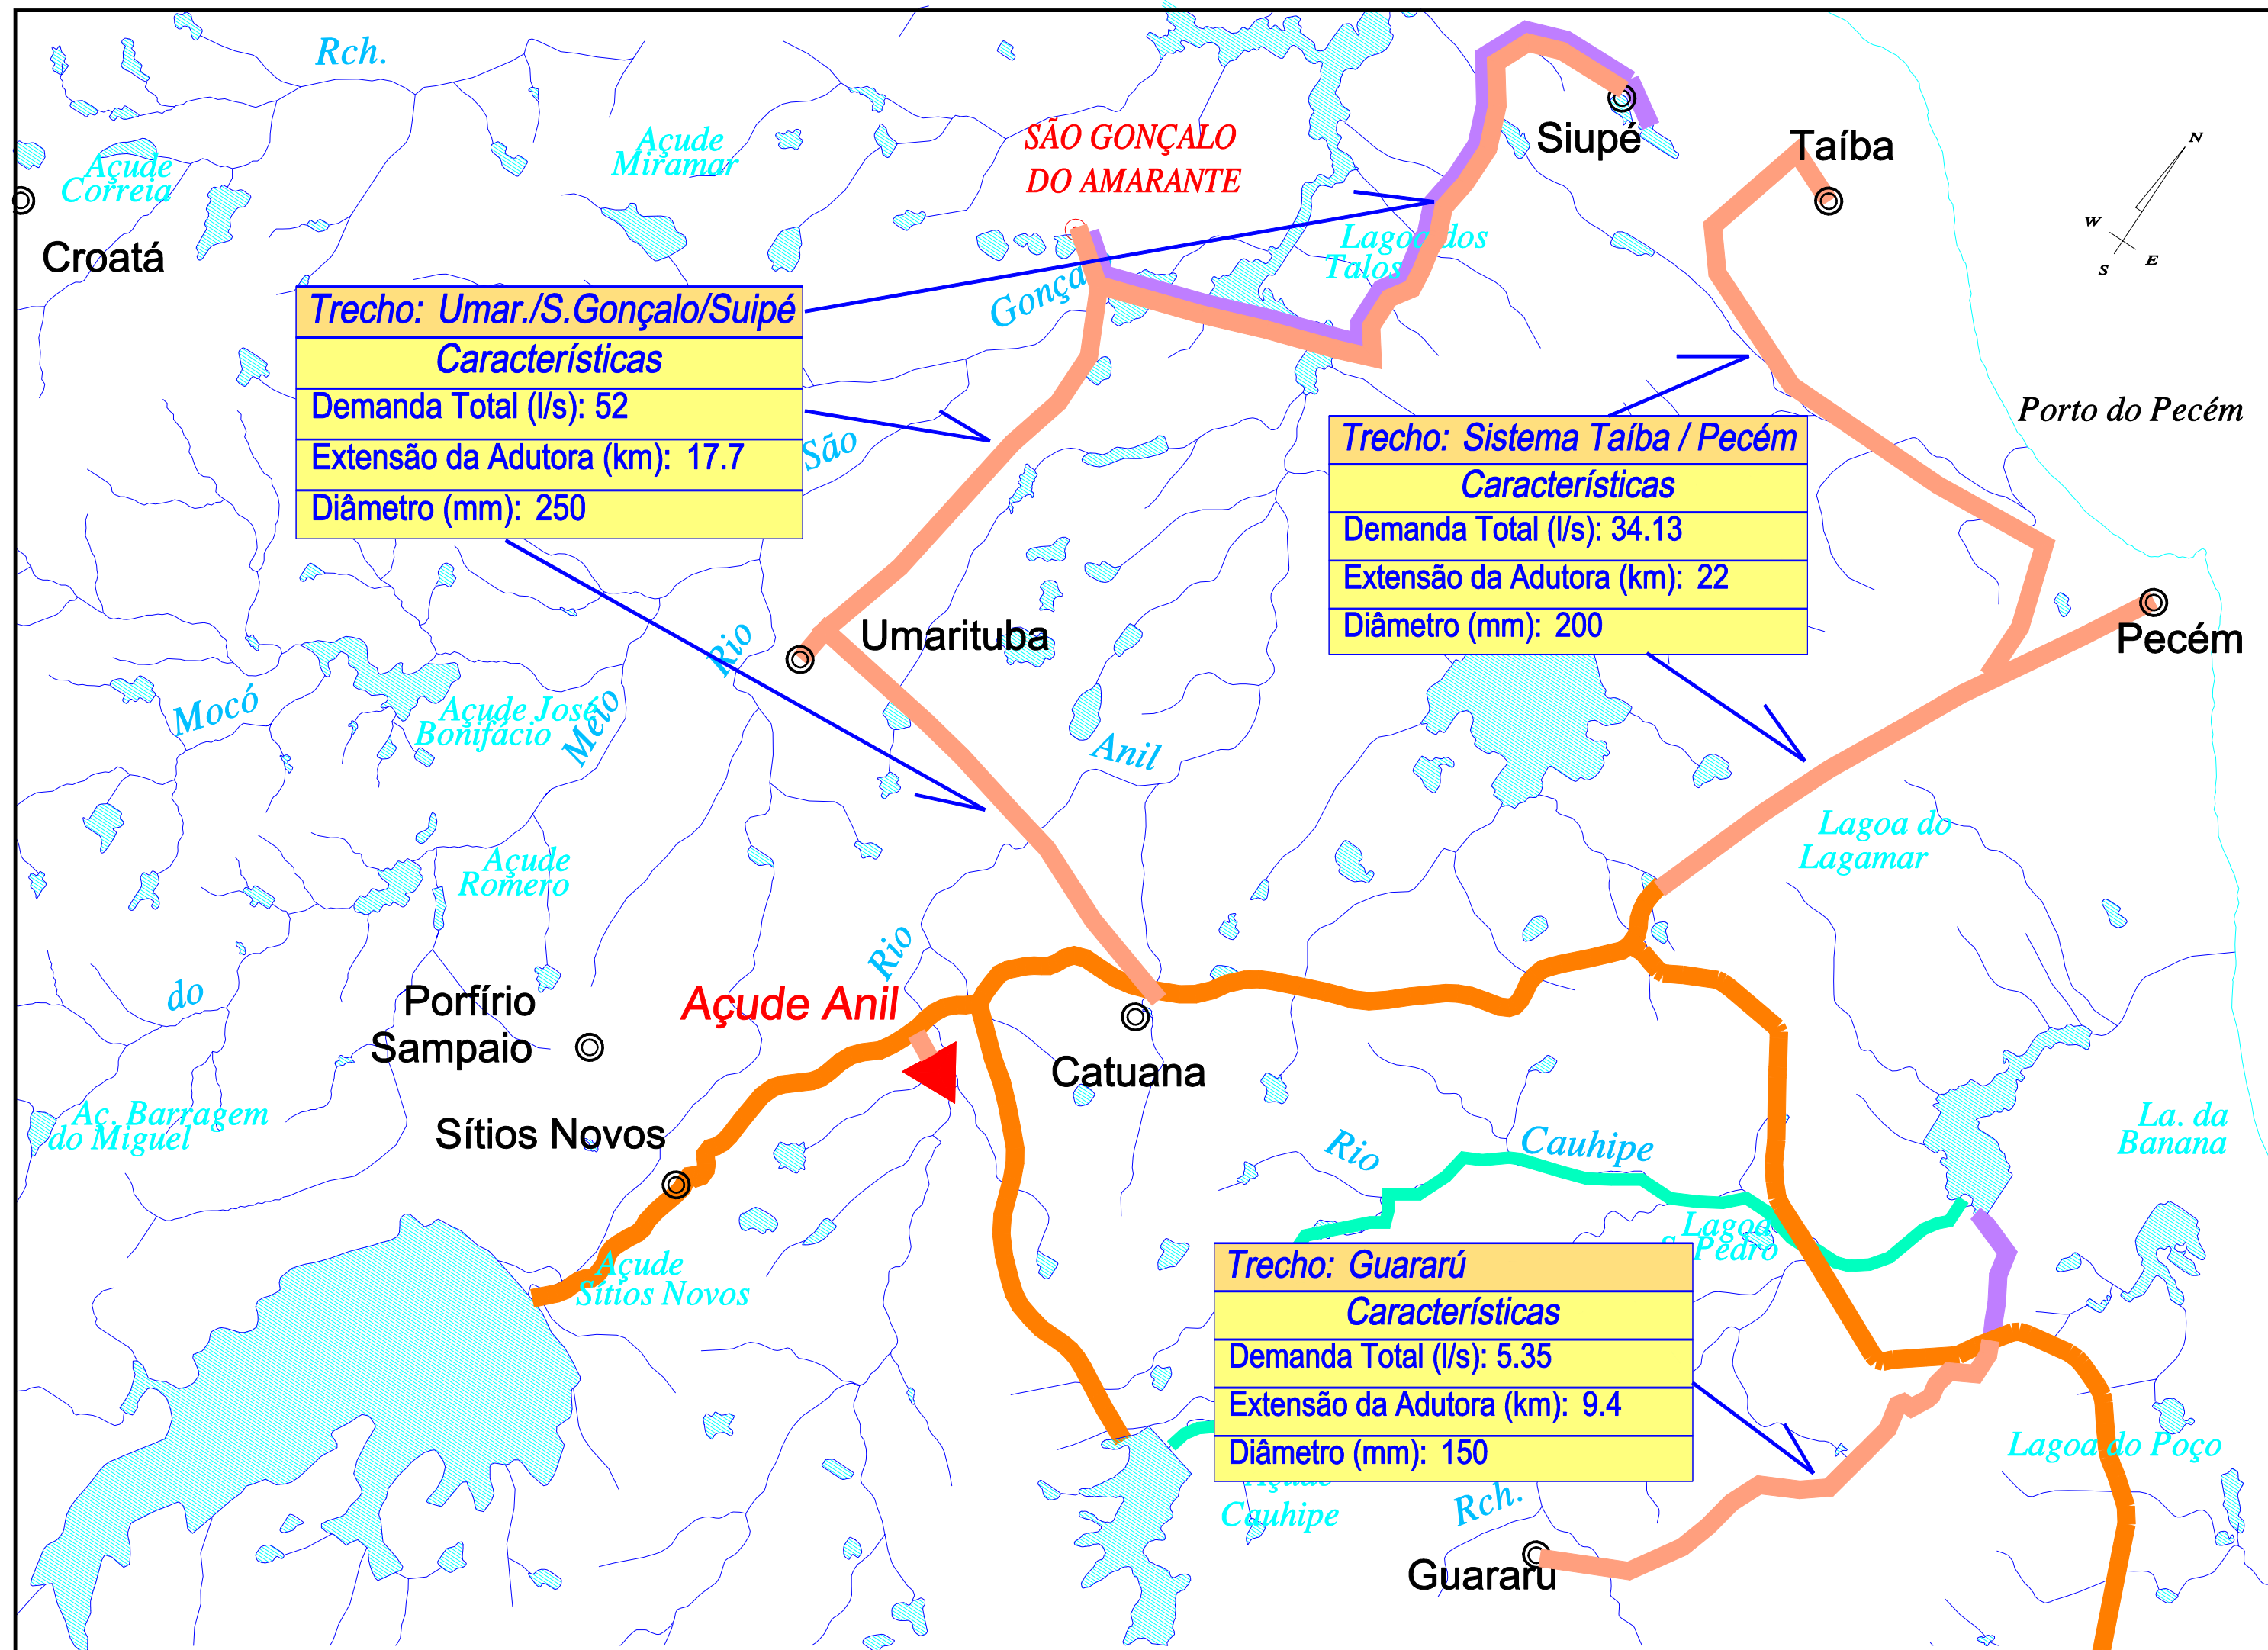 Rch.
Açude
Miramar
Açude
Correia
Croatá
SÃO GONÇALO
DO AMARANTE
Siupé
Taíba
N
W
S
E
Lagoa dos
Talos
Gonça
São
Rio
Trecho: Umar./S.Gonçalo/Suipé
Características
Demanda Total (l/s): 52
Extensão da Adutora (km): 17.7
Diâmetro (mm): 250
Porto do Pecém
Trecho: Sistema Taíba / Pecém
Características
Demanda Total (l/s): 34.13
Extensão da Adutora (km): 22
Diâmetro (mm): 200
Umarituba
Pecém
Mocó
Açude José
Bonifácio
Meio
Anil
Lagoa do
Lagamar
Açude
Romero
Rio
do
Porfírio
Sampaio
Açude Anil
Catuana
Aç. Barragem
do Miguel
Sítios Novos
La. da
Banana
Rio
Cauhipe
Lagoa
S. Pedro
Açude
Sítios Novos
Trecho: Guararú
Características
Demanda Total (l/s): 5.35
Extensão da Adutora (km): 9.4
Diâmetro (mm): 150
Lagoa do Poço
Açude
Cauhipe
Rch.
Guararú